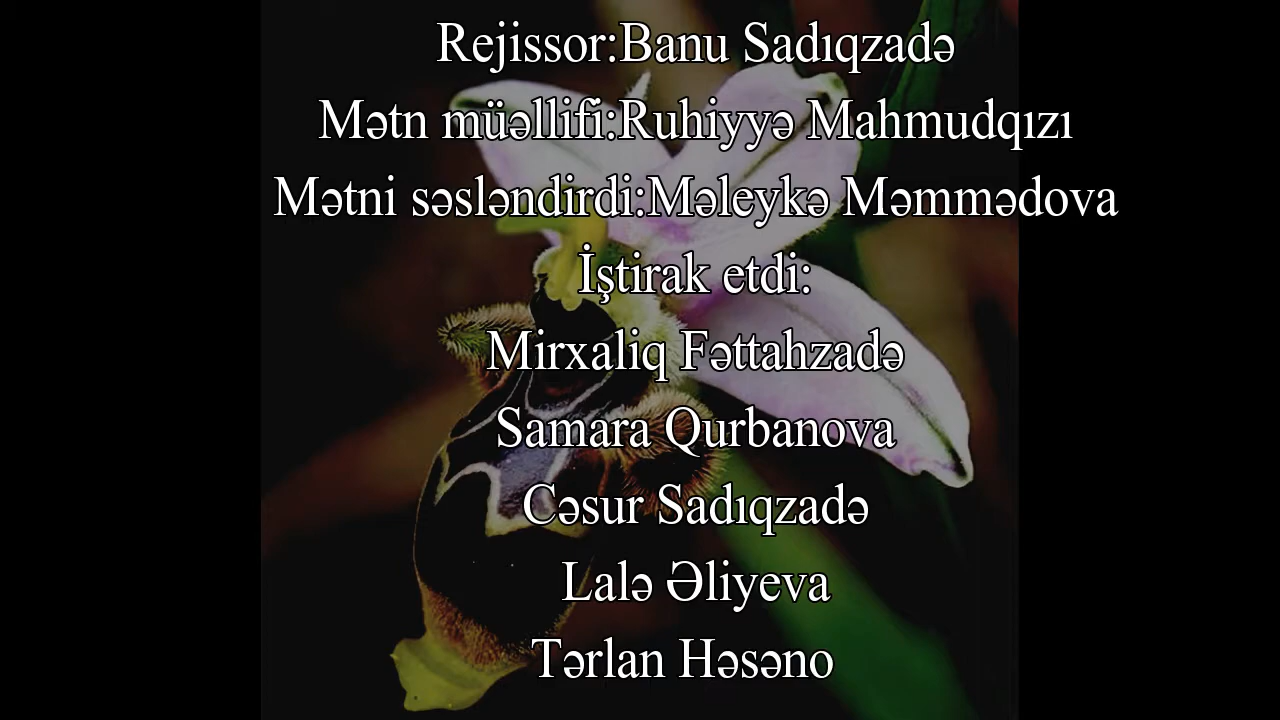 Rejissor:Banu Sadıqzadə
Mətn müəllifi:Ruhiyyə Mahmudqızı
Mətni səsləndirdi:Məleykə Məmmədova
İştirak etdi:
Mirxaliq Fəttahzadə
Samara Qurbanova
Cəsur Sadıqzadə
Lalə Əliyeva
Tərlan Həsəno